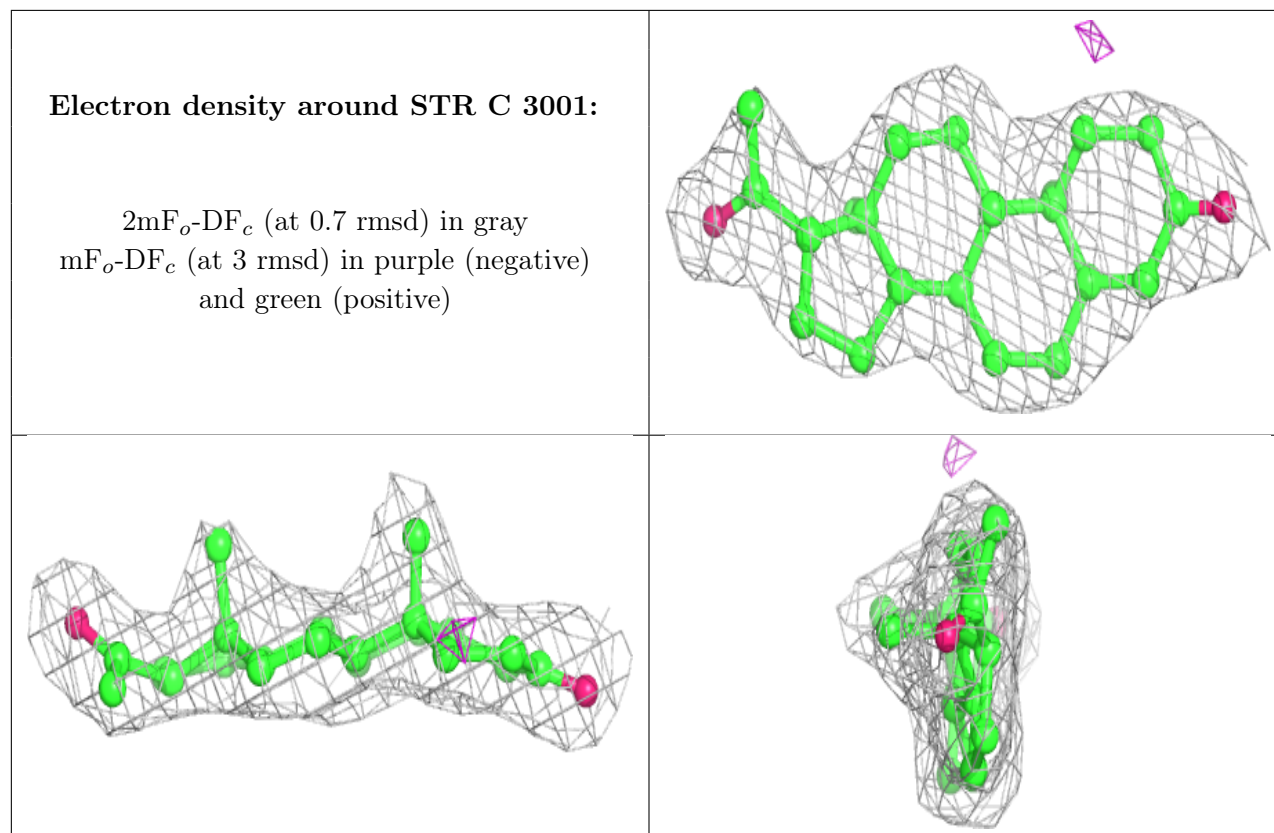 Electron density around STR C 3001:
2mFₒ-DF𝒸 (at 0.7 rmsd) in gray
mFₒ-DF𝒸 (at 3 rmsd) in purple (negative)
and green (positive)